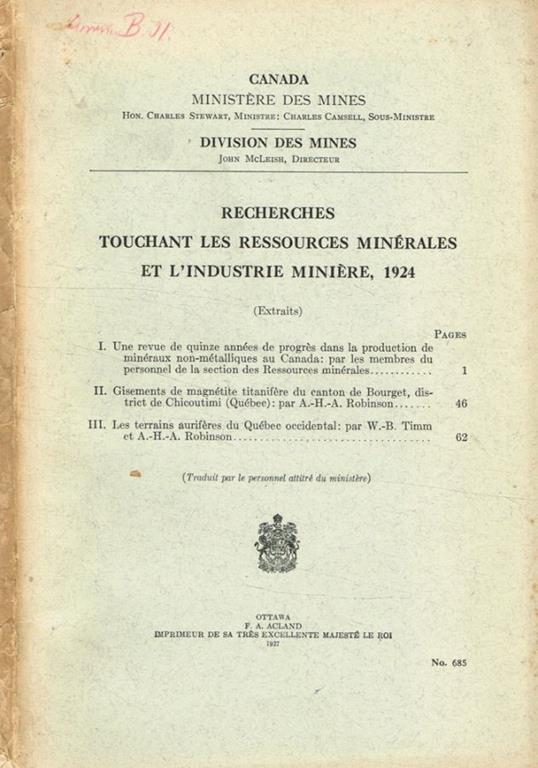 B. 91.
CANADA
MINISTÈRE DES MINES
HON. CHARLES STEWART, MINISTRE; CHARLES CAMSELL, SOUS-MINISTRE
DIVISION DES MINES
JOHN MCLEISH, DIRECTEUR
RECHERCHES
TOUCHANT LES RESSOURCES MINÉRALES
ET L'INDUSTRIE MINIÈRE, 1924
(Extraits)
PAGES
I. Une revue de quinze années de progrès dans la production de
minéraux non-métalliques au Canada: par les membres du
personnel de la section des Ressources minérales............ 1
II. Gisements de magnétite titanifère du canton de Bourget, dis-
trict de Chicoutimi (Québec): par A.-H.-A. Robinson....... 46
III. Les terrains aurifères du Québec occidental: par W.-B. Timm
et A.-H.-A. Robinson................................... 62
(Traduit par le personnel attitré du ministère)
OTTAWA
F. A. ACLAND
IMPRIMEUR DE SA TRÈS EXCELLENTE MAJESTÉ LE ROI
1927
No. 685